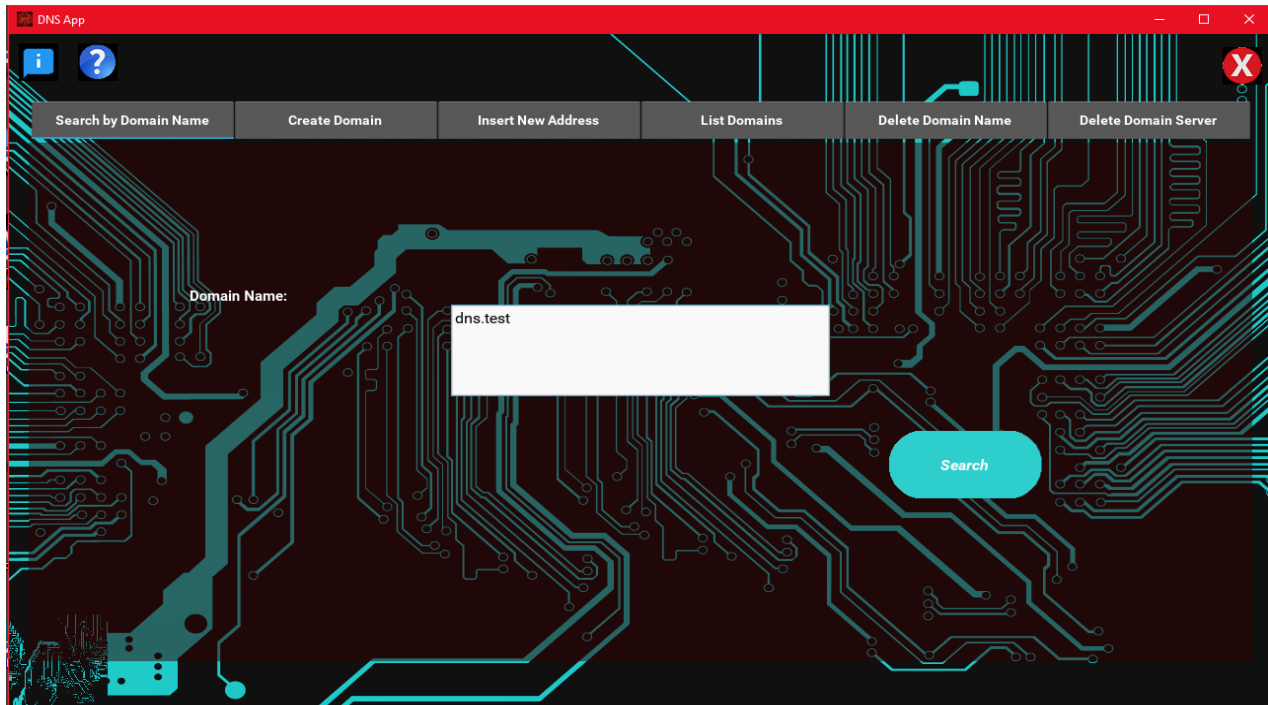 DNS App
i ?
X
Search by Domain Name Create Domain Insert New Address List Domains Delete Domain Name Delete Domain Server
Domain Name:
dns.test
Search